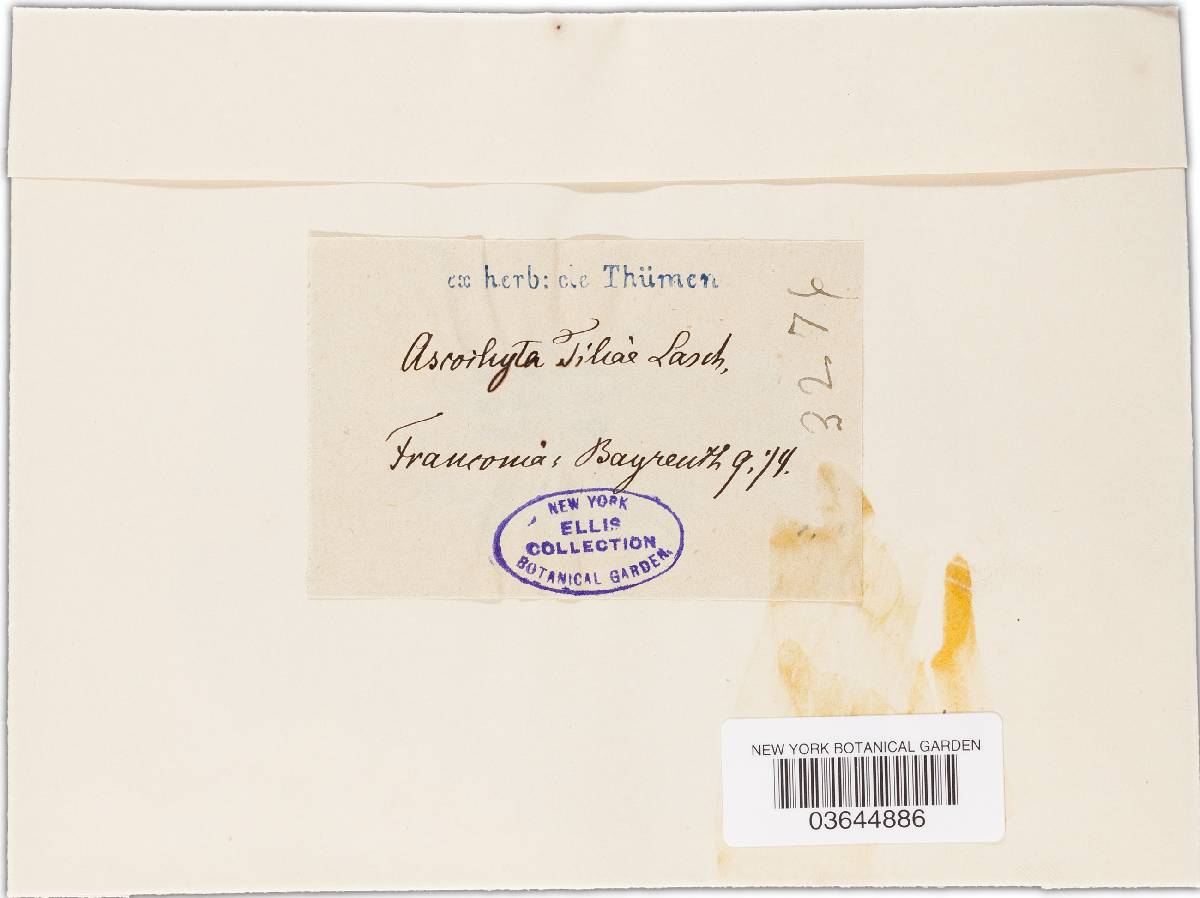 ex herb: de Thümen
Ascochyta Tiliae Lasch,
Franconia: Bayreuth 9.74.
327
NEW YORK
ELLIS
COLLECTION
BOTANICAL GARDEN.
NEW YORK BOTANICAL GARDEN
03644886